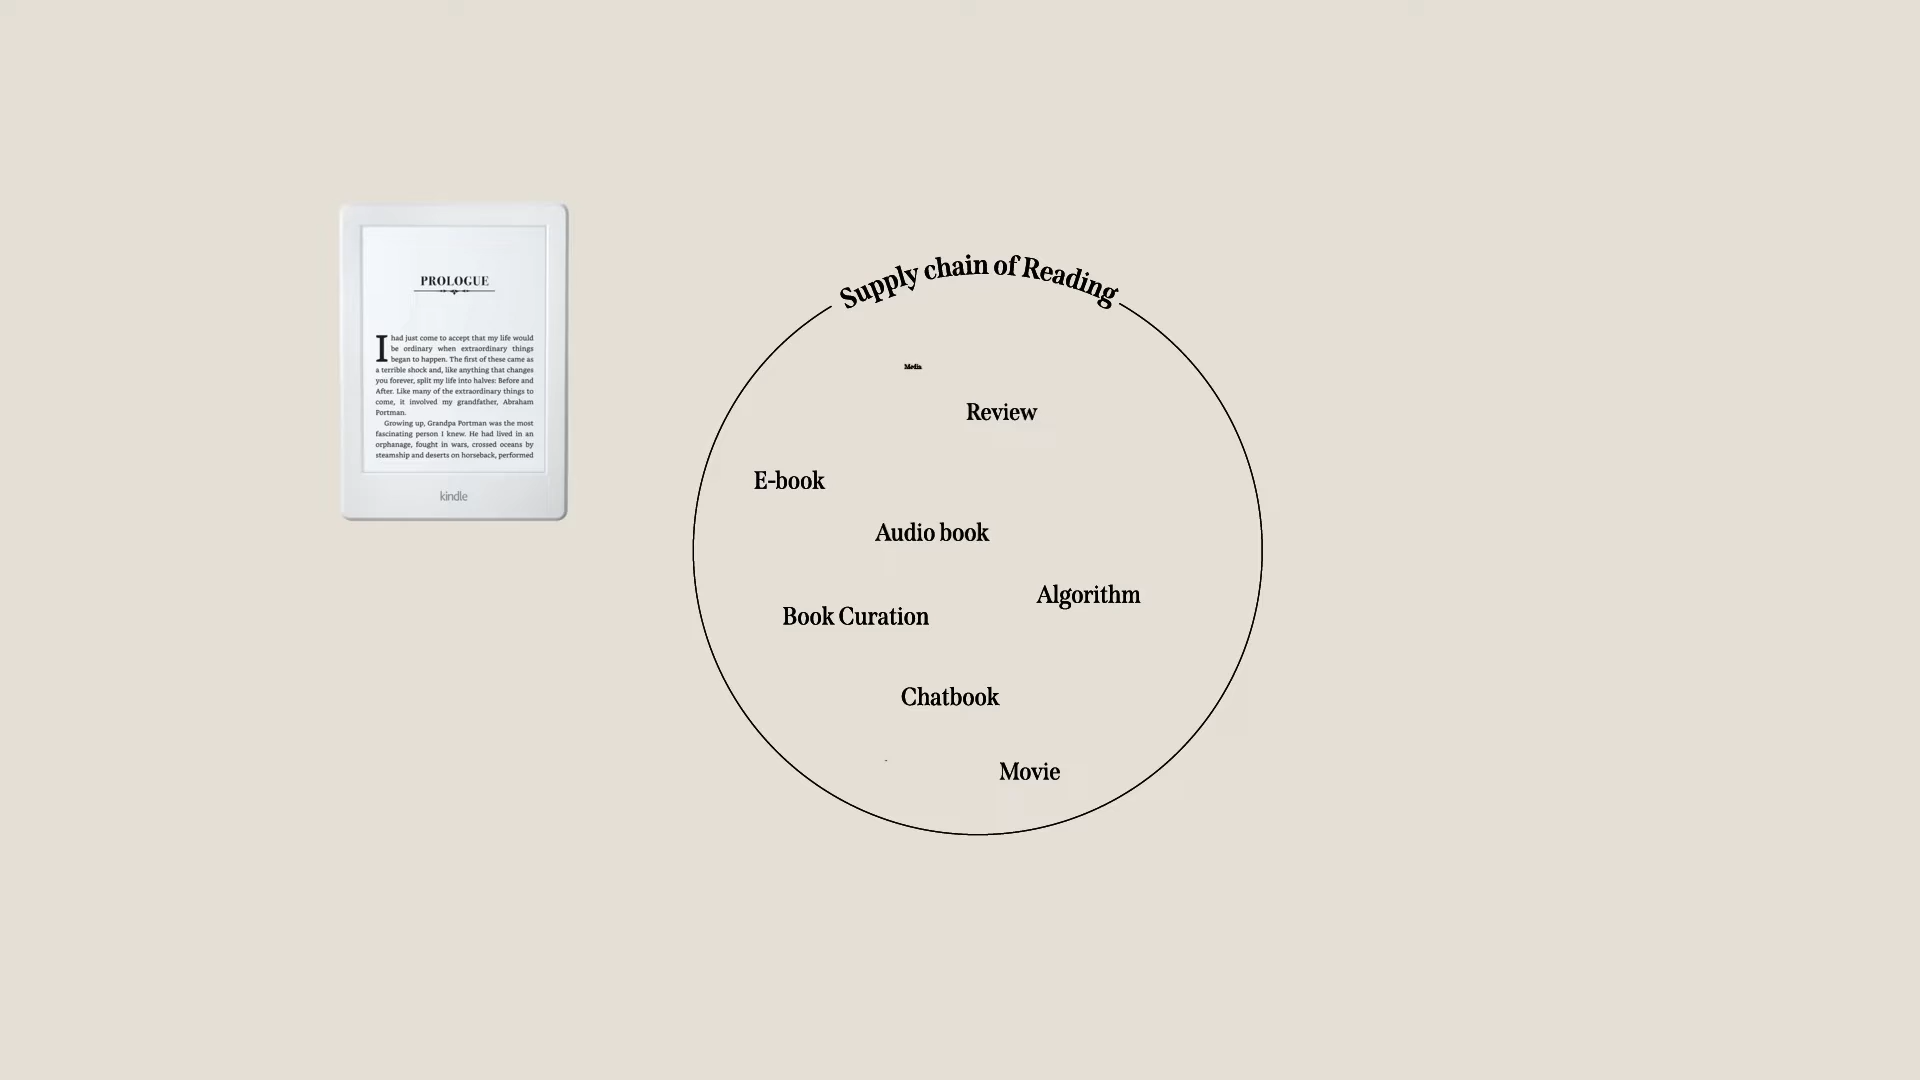 PROLOGUE
I had just come to accept that my life would
be ordinary when extraordinary things
began to happen. The first of these came as
a terrible shock and, like anything that changes
you forever, split my life into halves: Before and
After. Like many of the extraordinary things to
come, it involved my grandfather, Abraham
Portman.
Growing up, Grandpa Portman was the most
fascinating person I knew. He had lived in an
orphanage, fought in wars, crossed oceans by
steamship and deserts on horseback, performed
kindle
Supply chain of Reading
Media
Review
E-book
Audio book
Algorithm
Book Curation
Chatbook
Movie